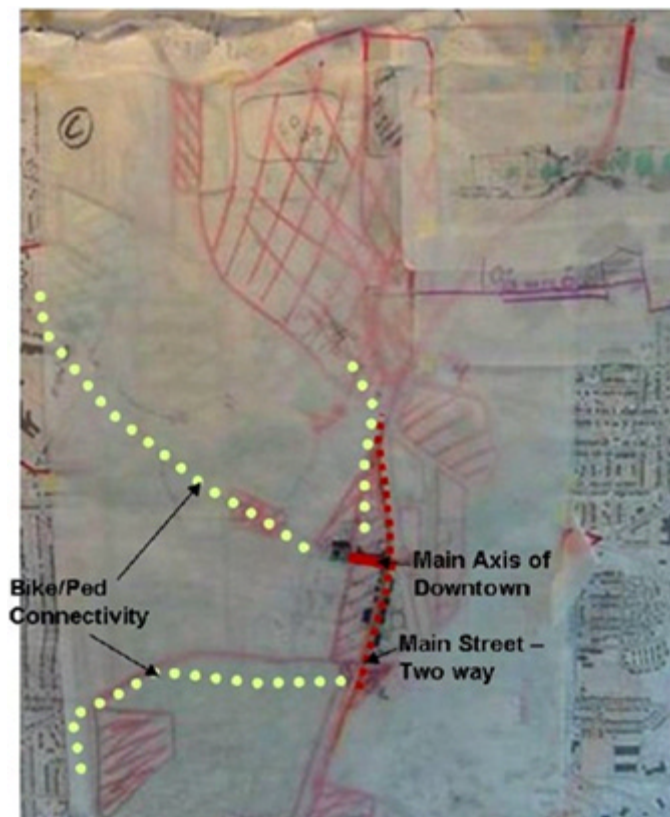 C
Bike/Ped
Connectivity
Main Axis of
Downtown
Main Street –
Two way